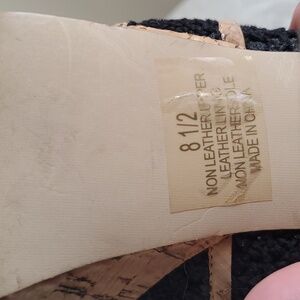 8 1/2
NON LEATHER UPPER
LEATHER LINING
NON LEATHER SOLE
MADE IN CHINA